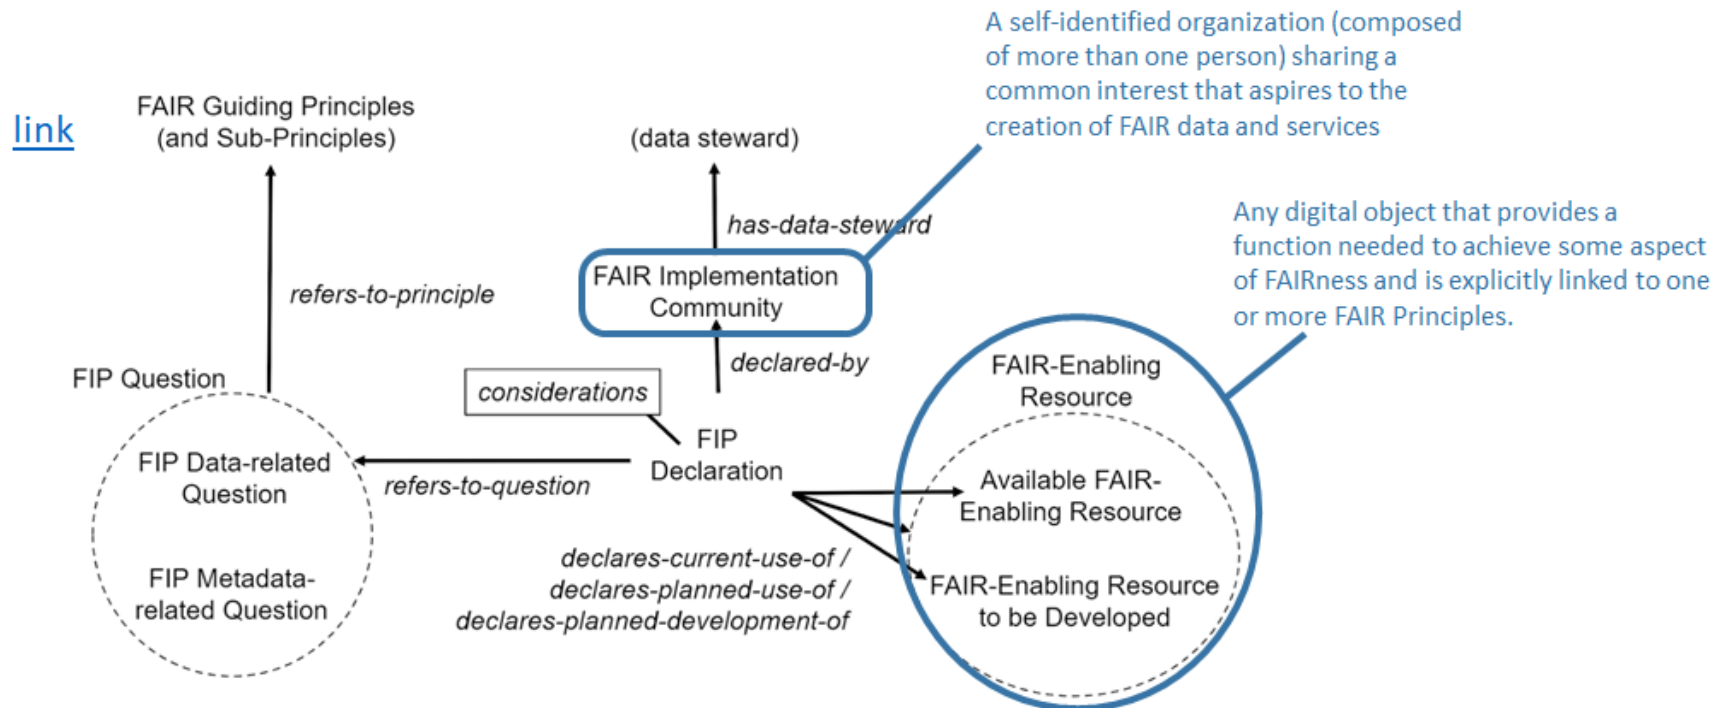 A self-identified organization (composed
of more than one person) sharing a
common interest that aspires to the
creation of FAIR data and services
link
FAIR Guiding Principles
(and Sub-Principles)
(data steward)
has-data-steward
Any digital object that provides a
function needed to achieve some aspect
of FAIRness and is explicitly linked to one
or more FAIR Principles.
refers-to-principle
FAIR Implementation
Community
declared-by
FIP Question
considerations
FAIR-Enabling
Resource
FIP
Declaration
FIP Data-related
Question
refers-to-question
Available FAIR-
Enabling Resource
FIP Metadata-
related Question
declares-current-use-of /
declares-planned-use-of /
declares-planned-development-of
FAIR-Enabling Resource
to be Developed